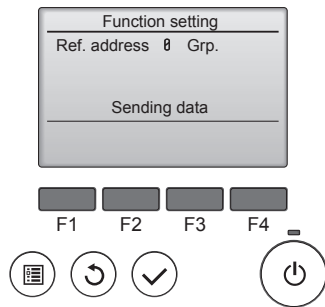 Function setting
Ref. address 0 Grp.
Sending data
F1 F2 F3 F4